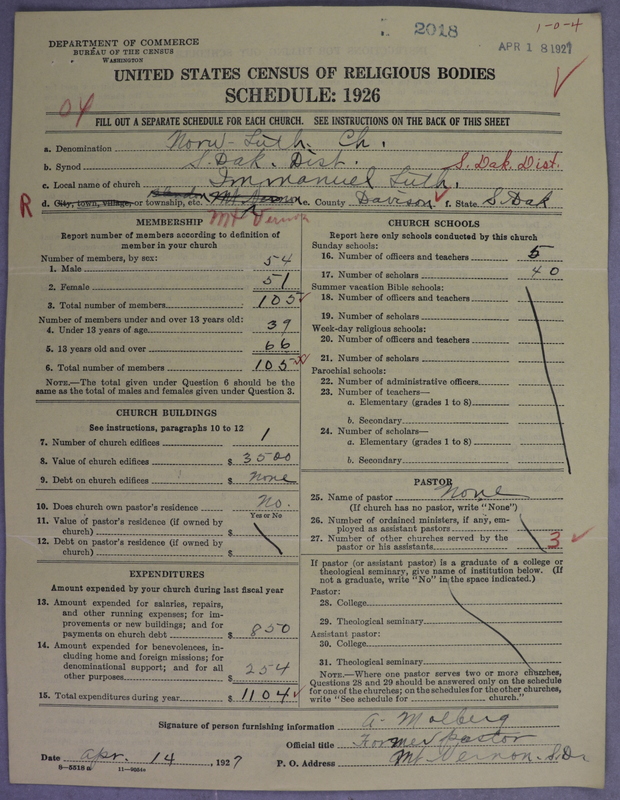 2018
1-0-4
APR 18 1927
DEPARTMENT OF COMMERCE
BUREAU OF THE CENSUS
WASHINGTON
UNITED STATES CENSUS OF RELIGIOUS BODIES
SCHEDULE: 1926
04
FILL OUT A SEPARATE SCHEDULE FOR EACH CHURCH. SEE INSTRUCTIONS ON THE BACK OF THIS SHEET
a. Denomination Norw- Luth. Ch.
b. Synod S. Dak. Dist. S. Dak. Dist.
c. Local name of church Immanuel Luth.
R d. City, town, village, or township, etc. Mt Vernon e. County Davison f. State S. Dak
Mt Vernon
MEMBERSHIP
Report number of members according to definition of
member in your church
Number of members, by sex:
1. Male 54
2. Female 51
3. Total number of members 105
Number of members under and over 13 years old:
4. Under 13 years of age 39
5. 13 years old and over 66
6. Total number of members 105
NOTE.—The total given under Question 6 should be the
same as the total of males and females given under Question 3.
CHURCH BUILDINGS
See instructions, paragraphs 10 to 12
7. Number of church edifices 1
8. Value of church edifices $ 3500
9. Debt on church edifices $ None
10. Does church own pastor's residence No.
Yes or No
11. Value of pastor's residence (if owned by
church) $
12. Debt on pastor's residence (if owned by
church) $
EXPENDITURES
Amount expended by your church during last fiscal year
13. Amount expended for salaries, repairs,
and other running expenses; for im-
provements or new buildings; and for
payments on church debt $ 850
14. Amount expended for benevolences, in-
cluding home and foreign missions; for
denominational support; and for all
other purposes $ 254
15. Total expenditures during year $ 1104
CHURCH SCHOOLS
Report here only schools conducted by this church
Sunday schools:
16. Number of officers and teachers 5
17. Number of scholars 40
Summer vacation Bible schools:
18. Number of officers and teachers
19. Number of scholars
Week-day religious schools:
20. Number of officers and teachers
21. Number of scholars
Parochial schools:
22. Number of administrative officers
23. Number of teachers—
a. Elementary (grades 1 to 8)
b. Secondary
24. Number of scholars—
a. Elementary (grades 1 to 8)
b. Secondary
PASTOR
25. Name of pastor None
(If church has no pastor, write "None")
26. Number of ordained ministers, if any, em-
ployed as assistant pastors
27. Number of other churches served by the
pastor or his assistants 3
If pastor (or assistant pastor) is a graduate of a college or
theological seminary, give name of institution below. (If
not a graduate, write "No" in the space indicated.)
Pastor:
28. College
29. Theological seminary
Assistant pastor:
30. College
31. Theological seminary
NOTE.—Where one pastor serves two or more churches,
Questions 28 and 29 should be answered only on the schedule
for one of the churches; on the schedules for the other churches,
write "See schedule for church."
Signature of person furnishing information A. Molberg
Official title Former Pastor
Date Apr. 14, 1927 P. O. Address Mt Vernon. S.D.
8—5518 a 11—9024a